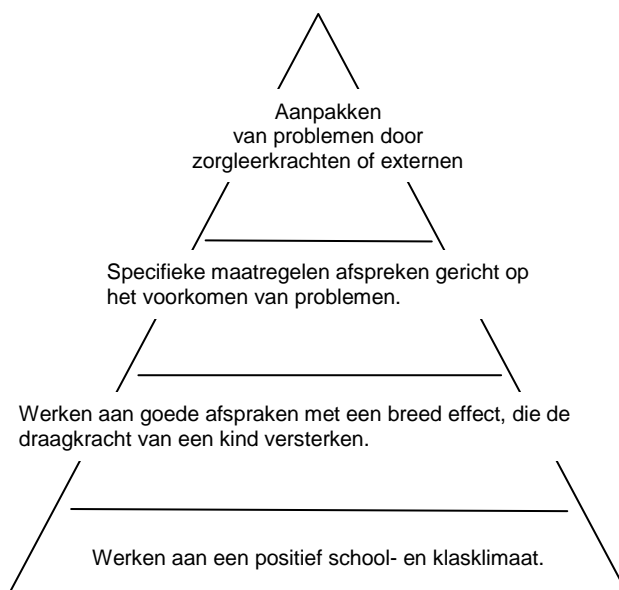 Aanpakken
van problemen door
zorgleerkrachten of externen
Specifieke maatregelen afspreken gericht op
het voorkomen van problemen.
Werken aan goede afspraken met een breed effect, die de
draagkracht van een kind versterken.
Werken aan een positief school- en klasklimaat.